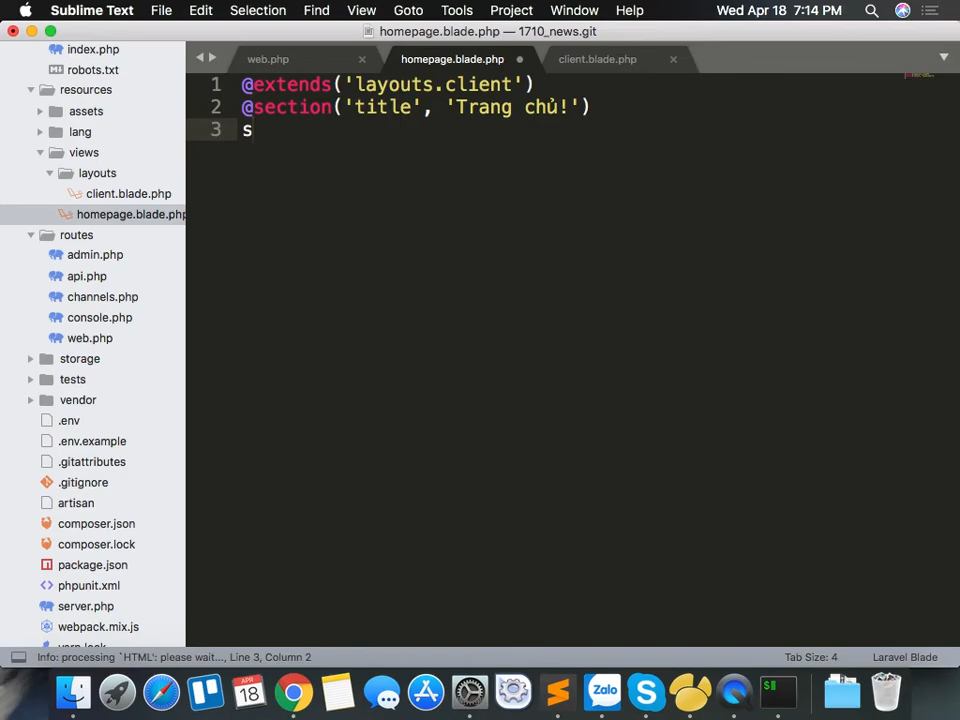 Sublime Text File Edit Selection Find View Goto Tools Project Window Help Wed Apr 18 7:14 PM
homepage.blade.php — 1710_news.git
index.php
robots.txt
resources
assets
lang
views
layouts
client.blade.php
homepage.blade.php
routes
admin.php
api.php
channels.php
console.php
web.php
storage
tests
vendor
.env
.env.example
.gitattributes
.gitignore
artisan
composer.json
composer.lock
package.json
phpunit.xml
server.php
webpack.mix.js
web.php homepage.blade.php client.blade.php
1 @extends('layouts.client')
2 @section('title', 'Trang chủ!')
3 s
Info: processing `HTML': please wait..., Line 3, Column 2 Tab Size: 4 Laravel Blade
APR
18
Zalo
$